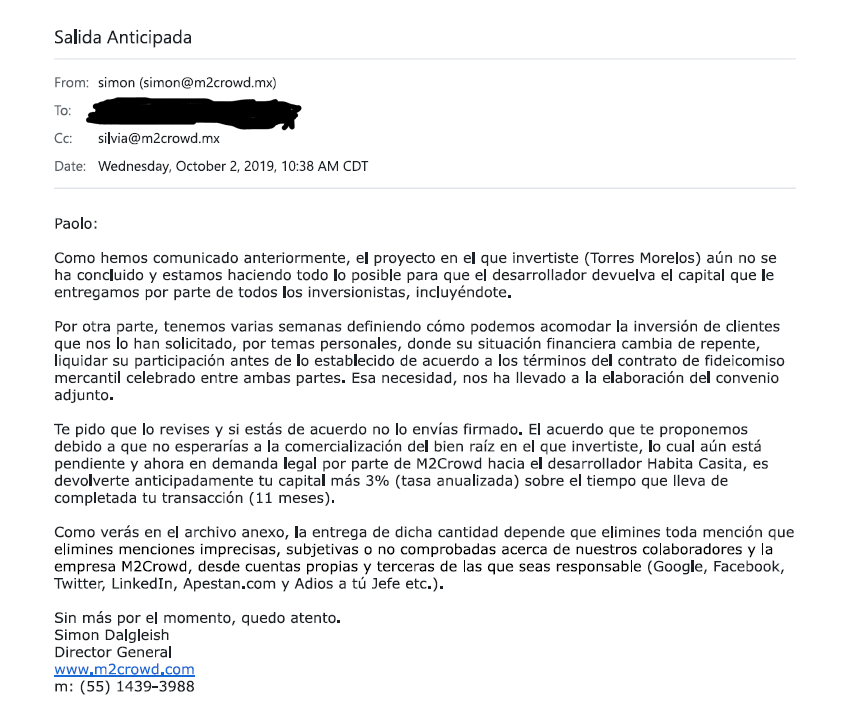 Salida Anticipada
From: simon (simon@m2crowd.mx)
To:
Cc: silvia@m2crowd.mx
Date: Wednesday, October 2, 2019, 10:38 AM CDT
Paolo:
Como hemos comunicado anteriormente, el proyecto en el que invertiste (Torres Morelos) aún no se
ha concluido y estamos haciendo todo lo posible para que el desarrollador devuelva el capital que le
entregamos por parte de todos los inversionistas, incluyéndote.
Por otra parte, tenemos varias semanas definiendo cómo podemos acomodar la inversión de clientes
que nos lo han solicitado, por temas personales, donde su situación financiera cambia de repente,
liquidar su participación antes de lo establecido de acuerdo a los términos del contrato de fideicomiso
mercantil celebrado entre ambas partes. Esa necesidad, nos ha llevado a la elaboración del convenio
adjunto.
Te pido que lo revises y si estás de acuerdo no lo envías firmado. El acuerdo que te proponemos
debido a que no esperarías a la comercialización del bien raíz en el que invertiste, lo cual aún está
pendiente y ahora en demanda legal por parte de M2Crowd hacia el desarrollador Habita Casita, es
devolverte anticipadamente tu capital más 3% (tasa anualizada) sobre el tiempo que lleva de
completada tu transacción (11 meses).
Como verás en el archivo anexo, la entrega de dicha cantidad depende que elimines toda mención que
elimines menciones imprecisas, subjetivas o no comprobadas acerca de nuestros colaboradores y la
empresa M2Crowd, desde cuentas propias y terceras de las que seas responsable (Google, Facebook,
Twitter, LinkedIn, Apestan.com y Adios a tú Jefe etc.).
Sin más por el momento, quedo atento.
Simon Dalgleish
Director General
www.m2crowd.com
m: (55) 1439-3988